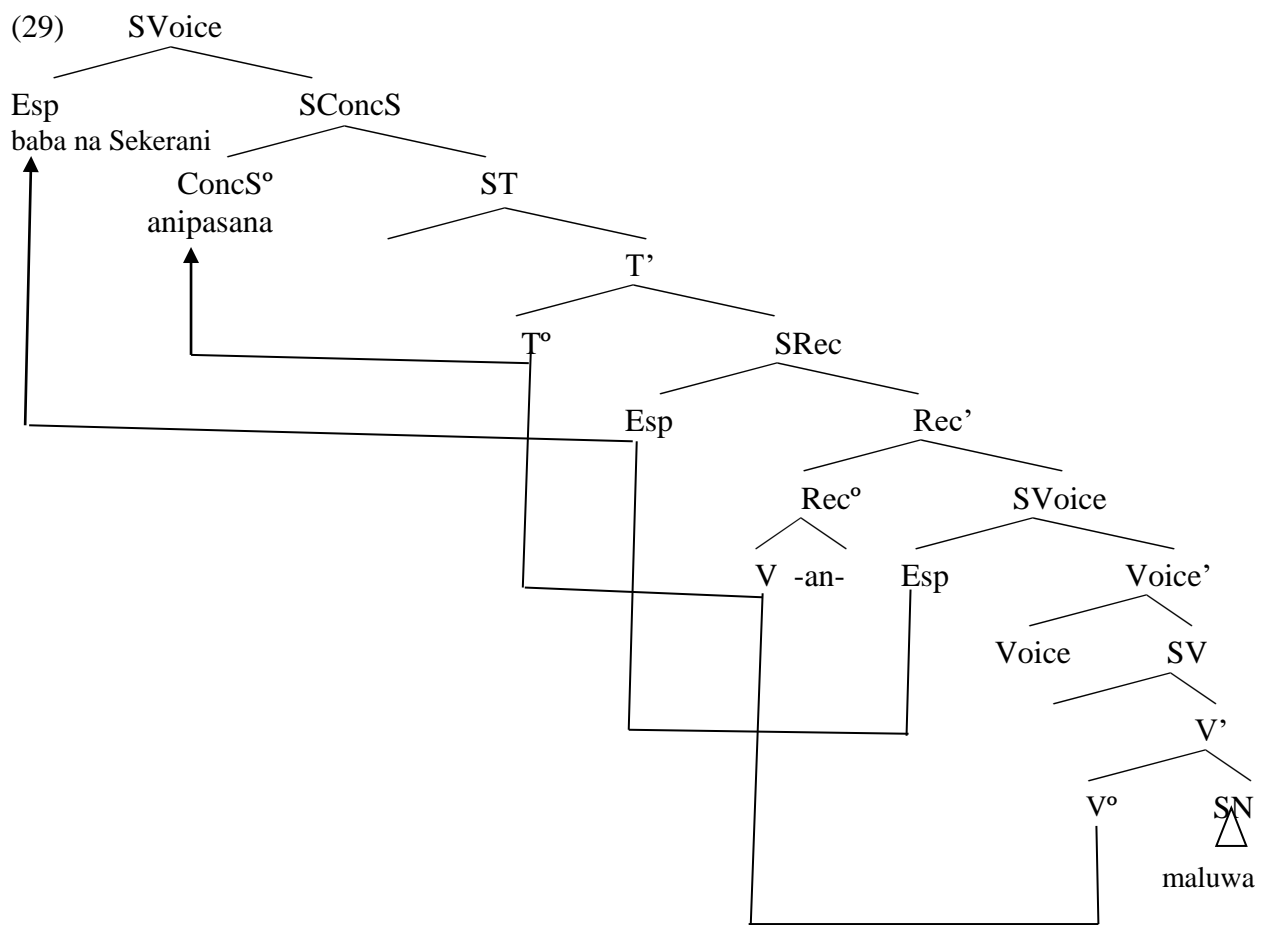 (29) SVoice
Esp SConcS
baba na Sekerani
ConcSº ST
anipasana
T’
Tº SRec
Esp Rec’
Recº SVoice
V -an- Esp Voice’
Voice SV
V’
Vº SN
maluwa